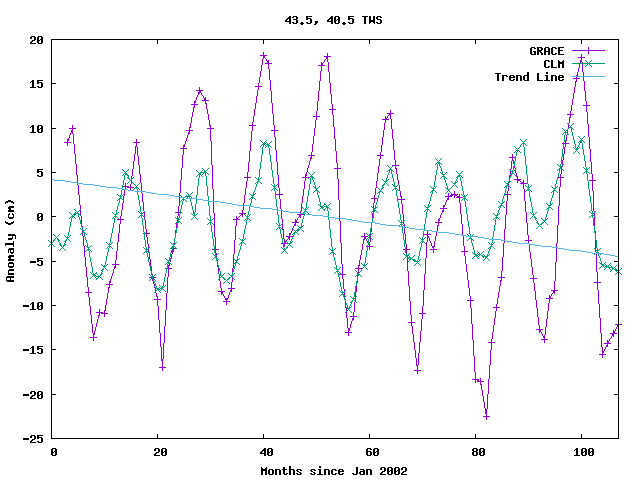 43.5, 40.5 TWS
GRACE
CLM
Trend Line
20
15
10
5
0
-5
-10
-15
-20
-25
Anomaly (cm)
0 20 40 60 80 100
Months since Jan 2002